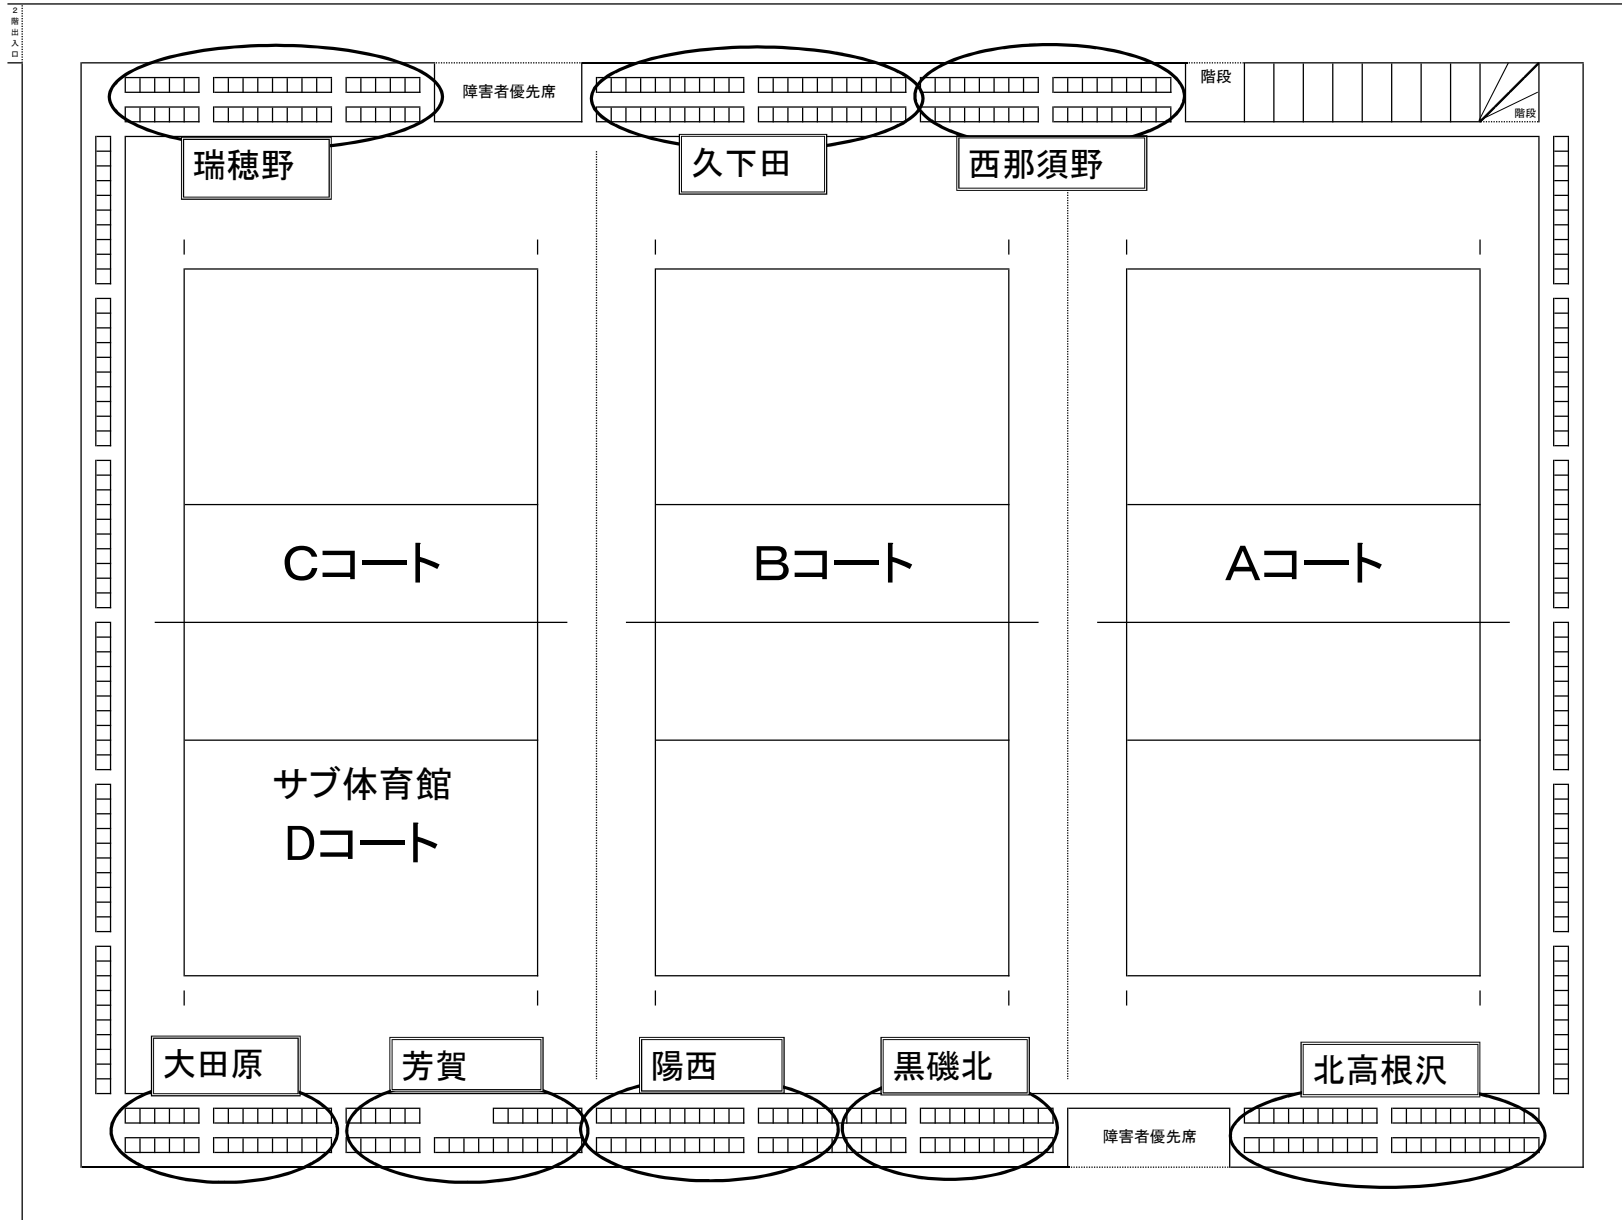 2階出入口
障害者優先席
階段
階段
瑞穂野
久下田
西那須野
Cコート
Bコート
Aコート
サブ体育館
Dコート
大田原
芳賀
陽西
黒磯北
北高根沢
障害者優先席